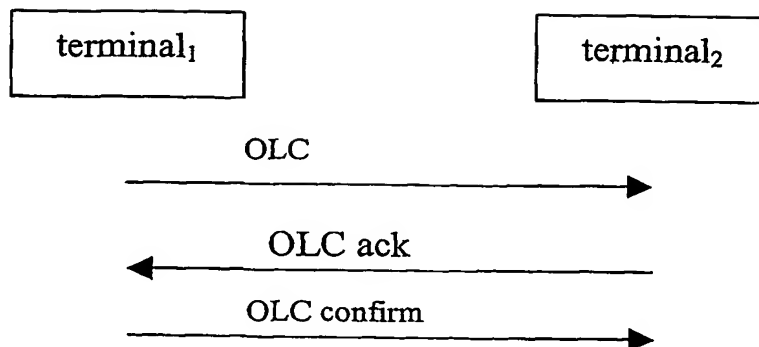 terminal₁
terminal₂
OLC
OLC ack
OLC confirm